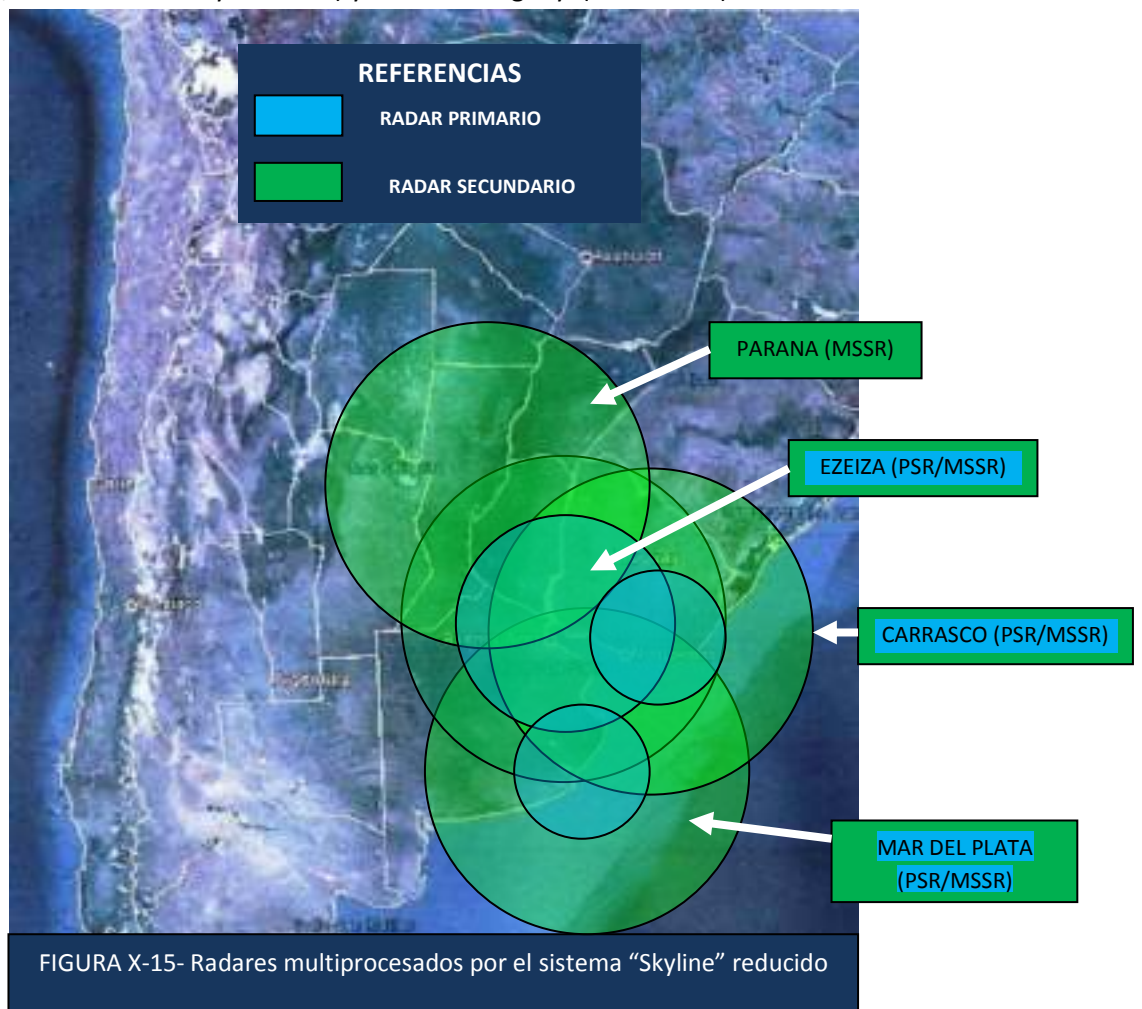 REFERENCIAS
RADAR PRIMARIO
RADAR SECUNDARIO
PARANA (MSSR)
EZEIZA (PSR/MSSR)
CARRASCO (PSR/MSSR)
MAR DEL PLATA
(PSR/MSSR)
FIGURA X-15- Radares multiprocesados por el sistema “Skyline” reducido